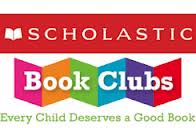 SCHOLASTIC
Book Clubs
Every Child Deserves a Good Book